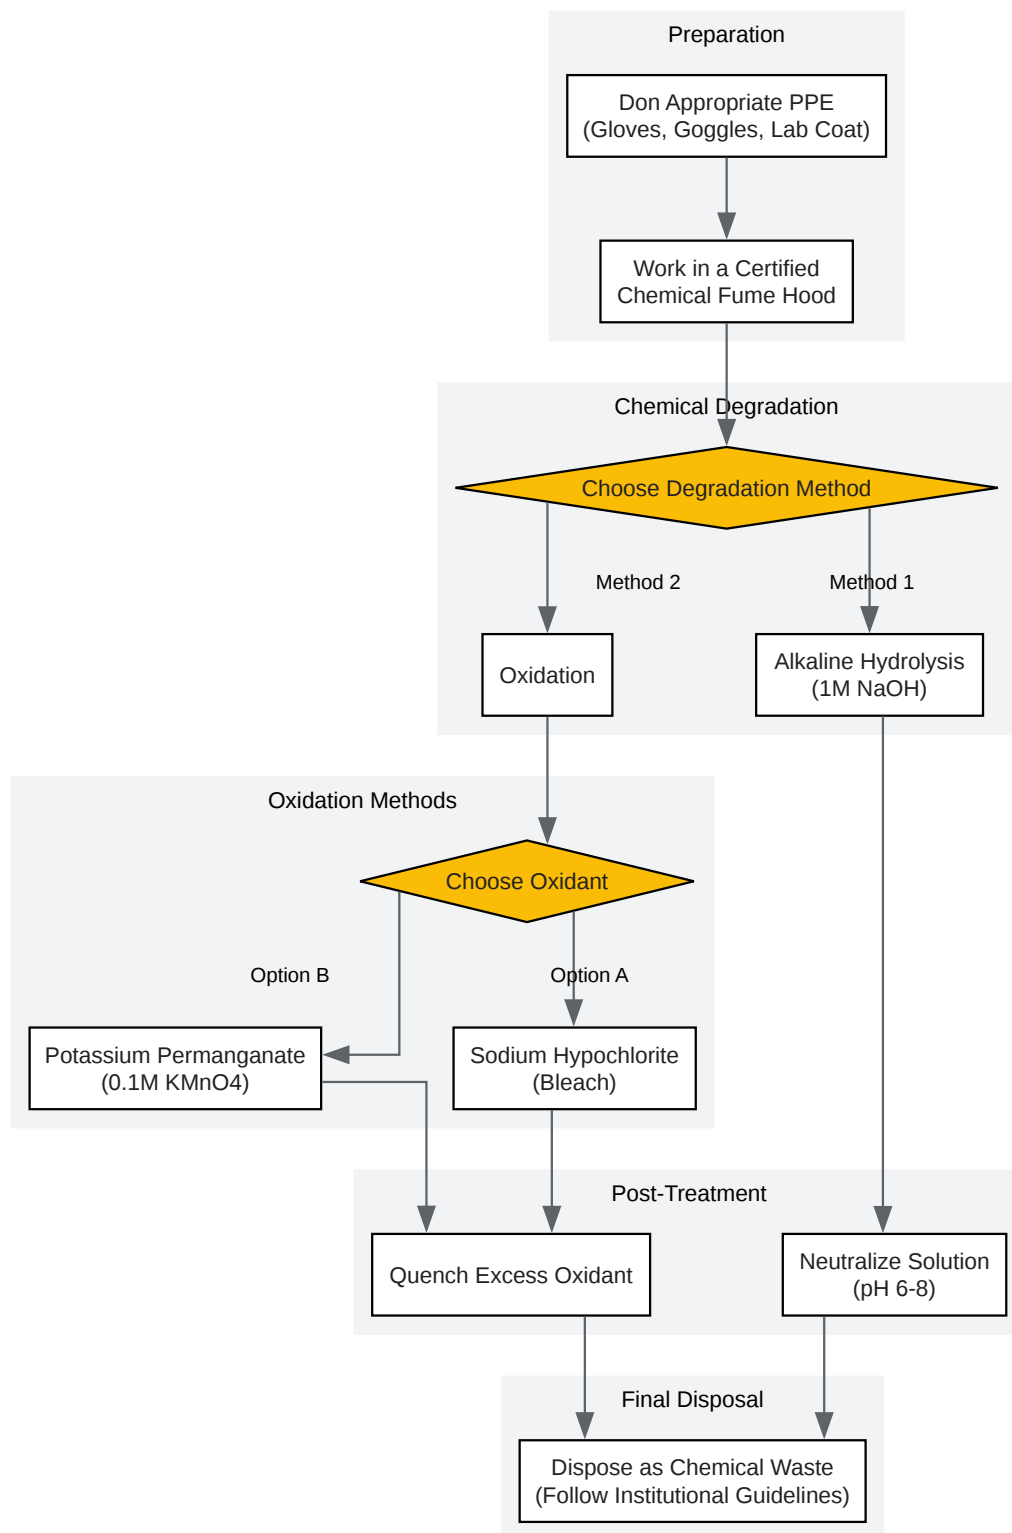 Preparation
Don Appropriate PPE
(Gloves, Goggles, Lab Coat)
Work in a Certified
Chemical Fume Hood
Chemical Degradation
Choose Degradation Method
Method 2
Method 1
Oxidation
Alkaline Hydrolysis
(1M NaOH)
Oxidation Methods
Choose Oxidant
Option B
Option A
Potassium Permanganate
(0.1M KMnO4)
Sodium Hypochlorite
(Bleach)
Post-Treatment
Quench Excess Oxidant
Neutralize Solution
(pH 6-8)
Final Disposal
Dispose as Chemical Waste
(Follow Institutional Guidelines)